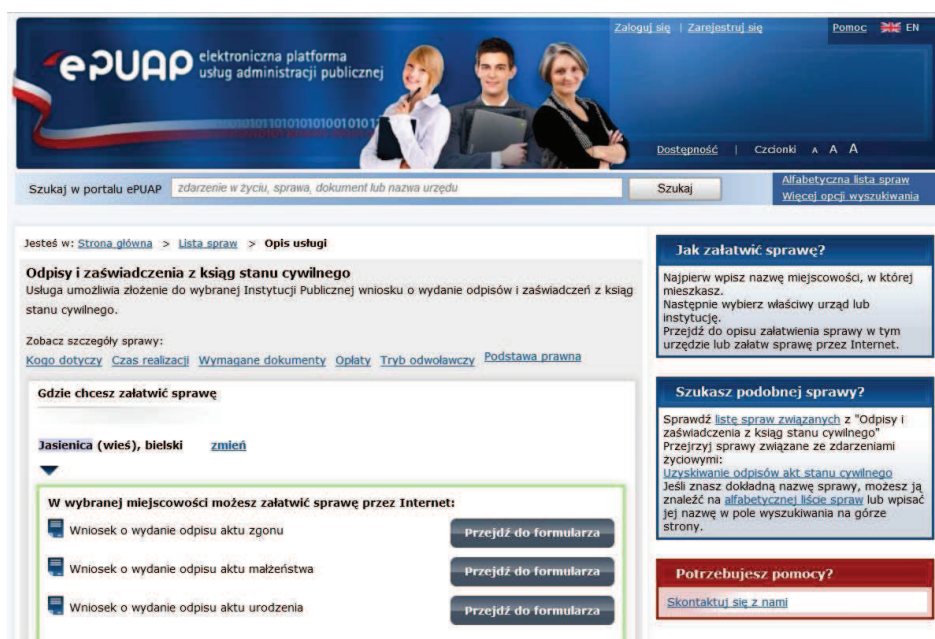 Zaloguj się | Zarejestruj się
Pomoc EN
ePUAP elektroniczna platforma
usług administracji publicznej
Dostępność | Czcionki A A A
Szukaj w portalu ePUAP zdarzenie w życiu, sprawa, dokument lub nazwa urzędu Szukaj
Alfabetyczna lista spraw
Więcej opcji wyszukiwania
Jesteś w: Strona główna > Lista spraw > Opis usługi
Odpisy i zaświadczenia z ksiąg stanu cywilnego
Usługa umożliwia złożenie do wybranej Instytucji Publicznej wniosku o wydanie odpisów i zaświadczeń z ksiąg
stanu cywilnego.
Zobacz szczegóły sprawy:
Kogo dotyczy Czas realizacji Wymagane dokumenty Opłaty Tryb odwoławczy Podstawa prawna
Gdzie chcesz załatwić sprawę
Jasienica (wieś), bielski zmień
W wybranej miejscowości możesz załatwić sprawę przez Internet:
Wniosek o wydanie odpisu aktu zgonu Przejdź do formularza
Wniosek o wydanie odpisu aktu małżeństwa Przejdź do formularza
Wniosek o wydanie odpisu aktu urodzenia Przejdź do formularza
Jak załatwić sprawę?
Najpierw wpisz nazwę miejscowości, w której
mieszkasz.
Następnie wybierz właściwy urząd lub
instytucję.
Przejdź do opisu załatwienia sprawy w tym
urzędzie lub załatw sprawę przez Internet.
Szukasz podobnej sprawy?
Sprawdź listę spraw związanych z "Odpisy i
zaświadczenia z ksiąg stanu cywilnego"
Przejrzyj sprawy związane ze zdarzeniami
życiowymi:
Uzyskiwanie odpisów akt stanu cywilnego
Jeśli znasz dokładną nazwę sprawy, możesz ją
znaleźć na alfabetycznej liście spraw lub wpisać
jej nazwę w pole wyszukiwania na górze
strony.
Potrzebujesz pomocy?
Skontaktuj się z nami